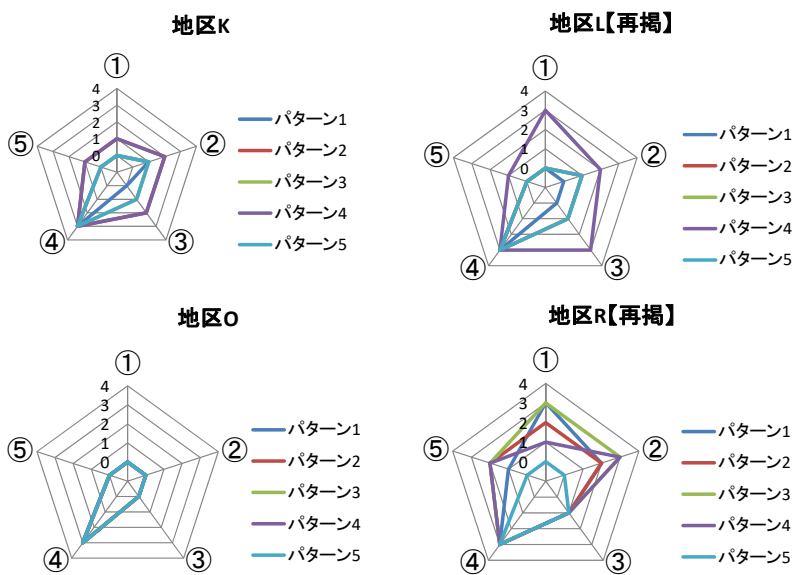 地区K
①
②
③
④
⑤
4
3
2
1
0
パターン1
パターン2
パターン3
パターン4
パターン5
地区L【再掲】
①
②
③
④
⑤
4
3
2
1
0
パターン1
パターン2
パターン3
パターン4
パターン5
地区O
①
②
③
④
⑤
4
3
2
1
0
パターン1
パターン2
パターン3
パターン4
パターン5
地区R【再掲】
①
②
③
④
⑤
4
3
2
1
0
パターン1
パターン2
パターン3
パターン4
パターン5